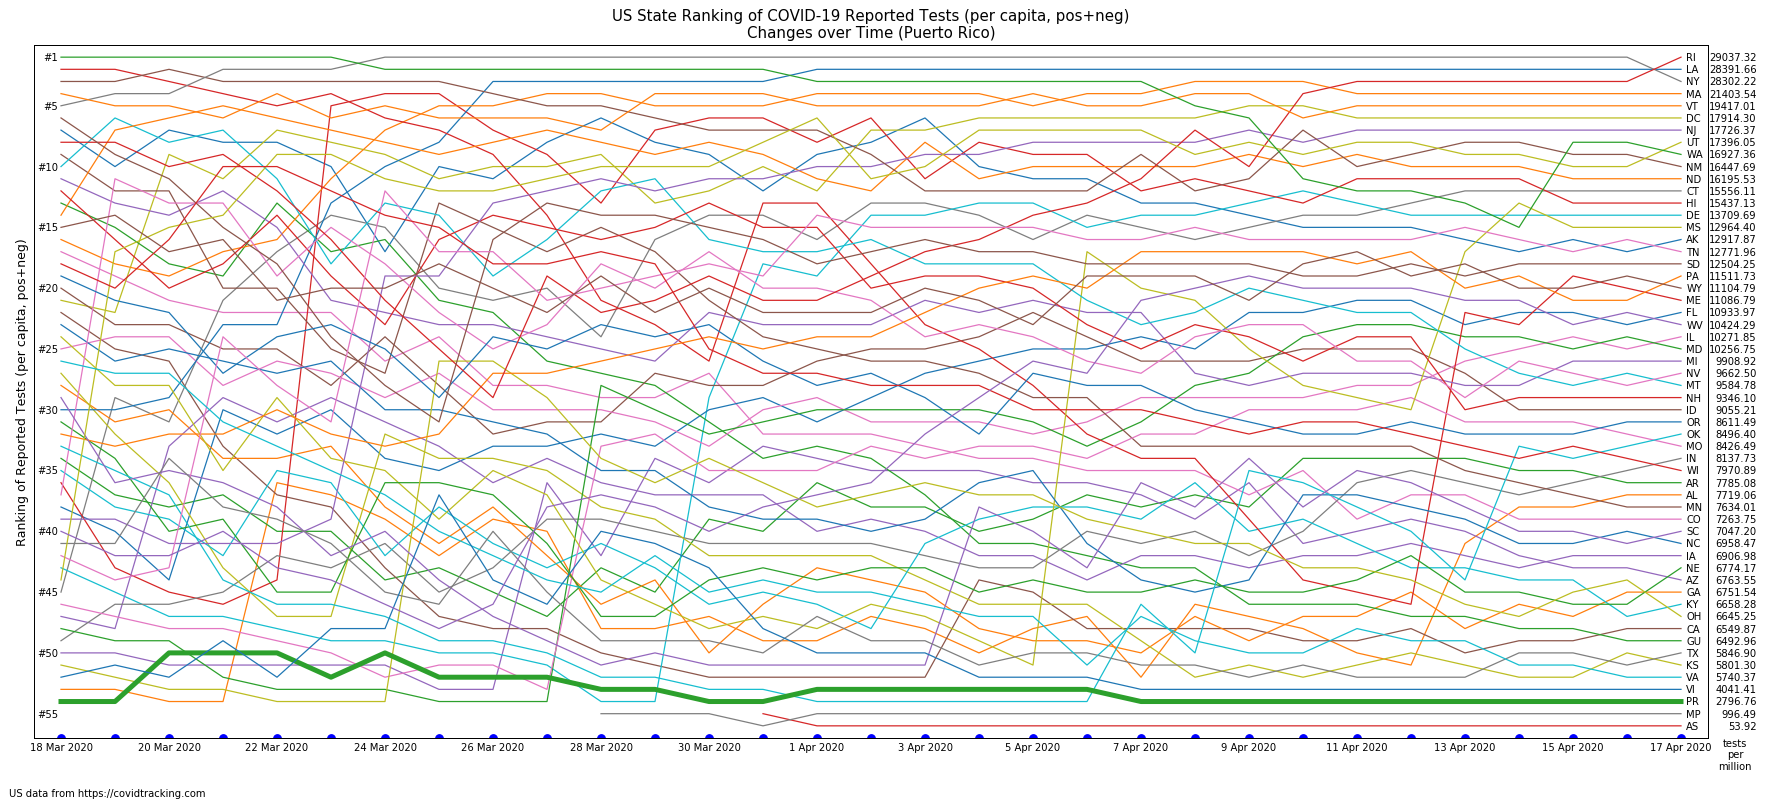 US State Ranking of COVID-19 Reported Tests (per capita, pos+neg)
Changes over Time (Puerto Rico)
Ranking of Reported Tests (per capita, pos+neg)
#1
#5
#10
#15
#20
#25
#30
#35
#40
#45
#50
#55
RI 29037.32
LA 28391.66
NY 28302.22
MA 21403.54
VT 19417.01
DC 17914.30
NJ 17726.37
UT 17396.05
WA 16927.36
NM 16447.69
ND 16195.53
CT 15556.11
HI 15437.13
DE 13709.69
MS 12964.40
AK 12917.87
TN 12771.96
SD 12504.25
PA 11511.73
WY 11104.79
ME 11086.79
FL 10933.97
WV 10424.29
IL 10271.85
MD 10256.75
MI 9908.92
NV 9662.50
MT 9584.78
NH 9346.10
ID 9055.21
OR 8611.49
OK 8496.40
MO 8426.49
IN 8137.73
WI 7970.89
AR 7785.08
AL 7719.06
MN 7634.01
CO 7263.75
SC 7047.20
NC 6958.47
IA 6906.98
NE 6774.17
AZ 6763.55
GA 6751.54
KY 6658.28
OH 6645.25
CA 6549.87
GU 6492.96
TX 5846.90
KS 5801.30
VA 5740.37
VI 4041.41
PR 2796.76
MP 996.49
AS 53.92
18 Mar 2020 20 Mar 2020 22 Mar 2020 24 Mar 2020 26 Mar 2020 28 Mar 2020 30 Mar 2020 1 Apr 2020 3 Apr 2020 5 Apr 2020 7 Apr 2020 9 Apr 2020 11 Apr 2020 13 Apr 2020 15 Apr 2020 17 Apr 2020
tests
per
million
US data from https://covidtracking.com